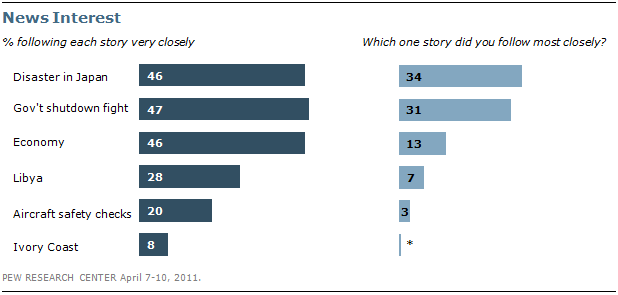 News Interest
% following each story very closely
Which one story did you follow most closely?
Disaster in Japan 46 34
Gov't shutdown fight 47 31
Economy 46 13
Libya 28 7
Aircraft safety checks 20 3
Ivory Coast 8 *
PEW RESEARCH CENTER April 7-10, 2011.